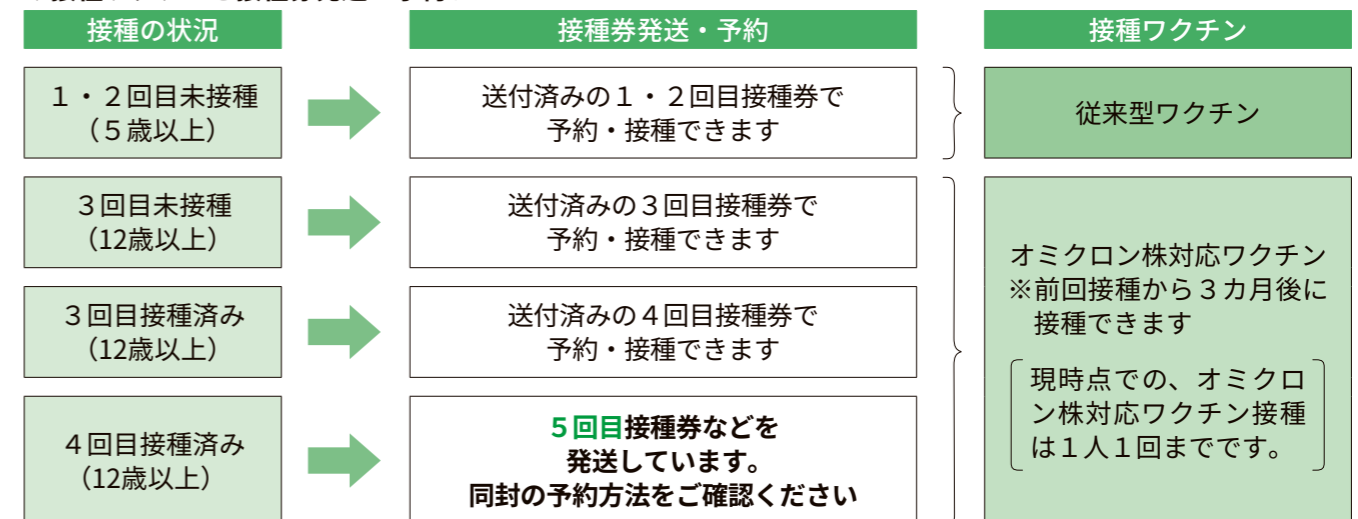 接種の状況
接種券発送・予約
接種ワクチン
１・２回目未接種
（５歳以上）
送付済みの１・２回目接種券で
予約・接種できます
従来型ワクチン
３回目未接種
（12歳以上）
送付済みの３回目接種券で
予約・接種できます
３回目接種済み
（12歳以上）
送付済みの４回目接種券で
予約・接種できます
４回目接種済み
（12歳以上）
５回目接種券などを
発送しています。
同封の予約方法をご確認ください
オミクロン株対応ワクチン
※前回接種から３カ月後に
接種できます
現時点での、オミクロ
ン株対応ワクチン接種
は１人１回までです。